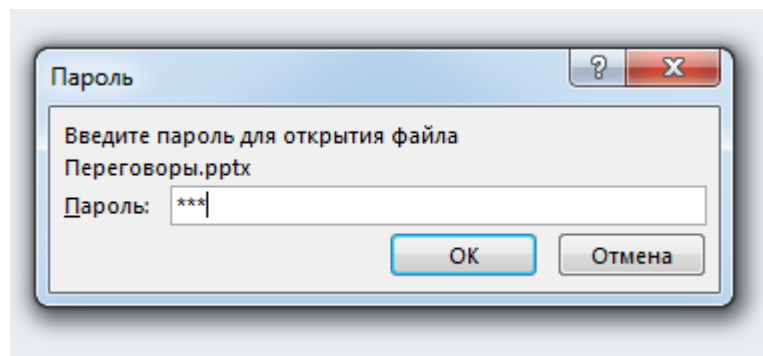 Пароль
Введите пароль для открытия файла
Переговоры.pptx
Пароль: ***
ОК Отмена